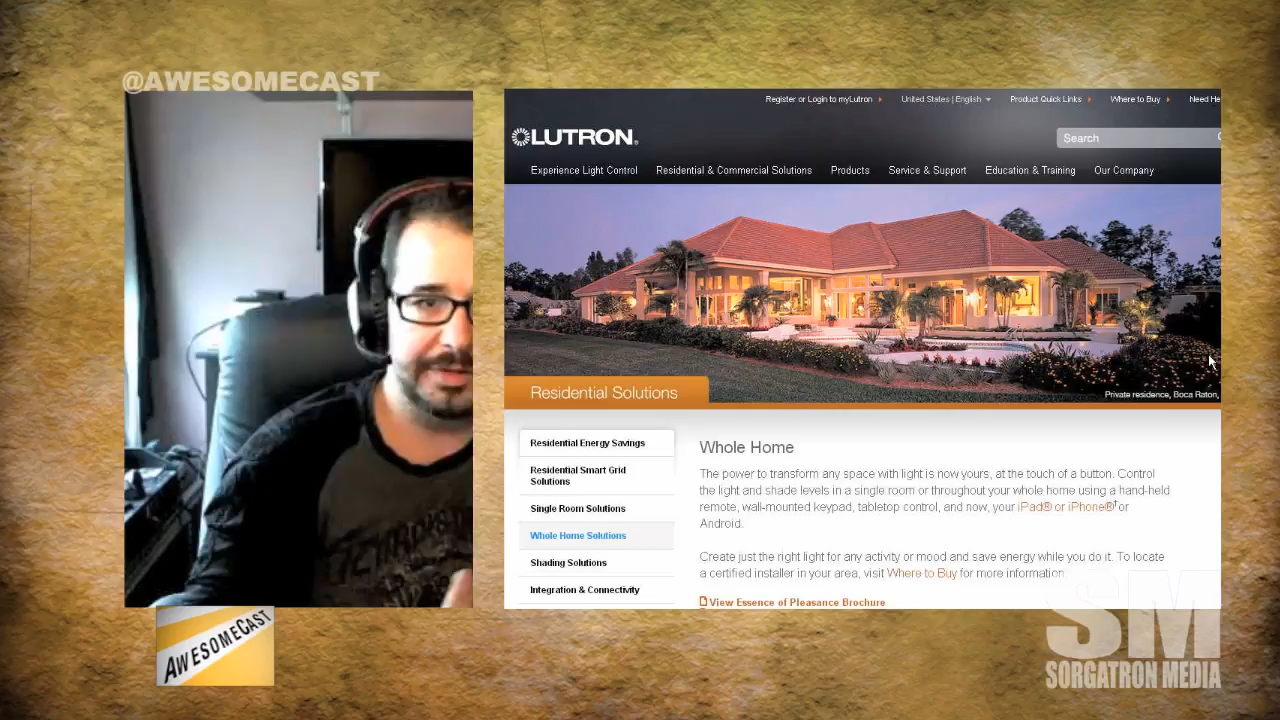 @AWESOMECAST
Register or Login to myLutron
United States | English
Product Quick Links
Where to Buy
Need He
LUTRON
Search
Experience Light Control
Residential & Commercial Solutions
Products
Service & Support
Education & Training
Our Company
Private residence, Boca Raton,
Residential Solutions
Residential Energy Savings
Residential Smart Grid
Solutions
Single Room Solutions
Whole Home Solutions
Shading Solutions
Integration & Connectivity
Whole Home
The power to transform any space with light is now yours, at the touch of a button. Control
the light and shade levels in a single room or throughout your whole home using a hand-held
remote, wall-mounted keypad, tabletop control, and now, your iPad® or iPhone®† or
Android.
Create just the right light for any activity or mood and save energy while you do it. To locate
a certified installer in your area, visit Where to Buy for more information
View Essence of Pleasance Brochure
AWESOMECAST
SM
SORGATRON MEDIA